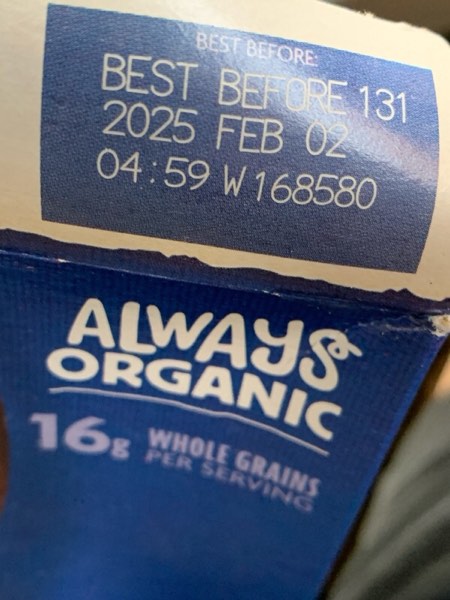 BEST BEFORE:
BEST BEFORE 131
2025 FEB 02
04:59 W168580
ALWAYS
ORGANIC
16g WHOLE GRAINS
PER SERVING